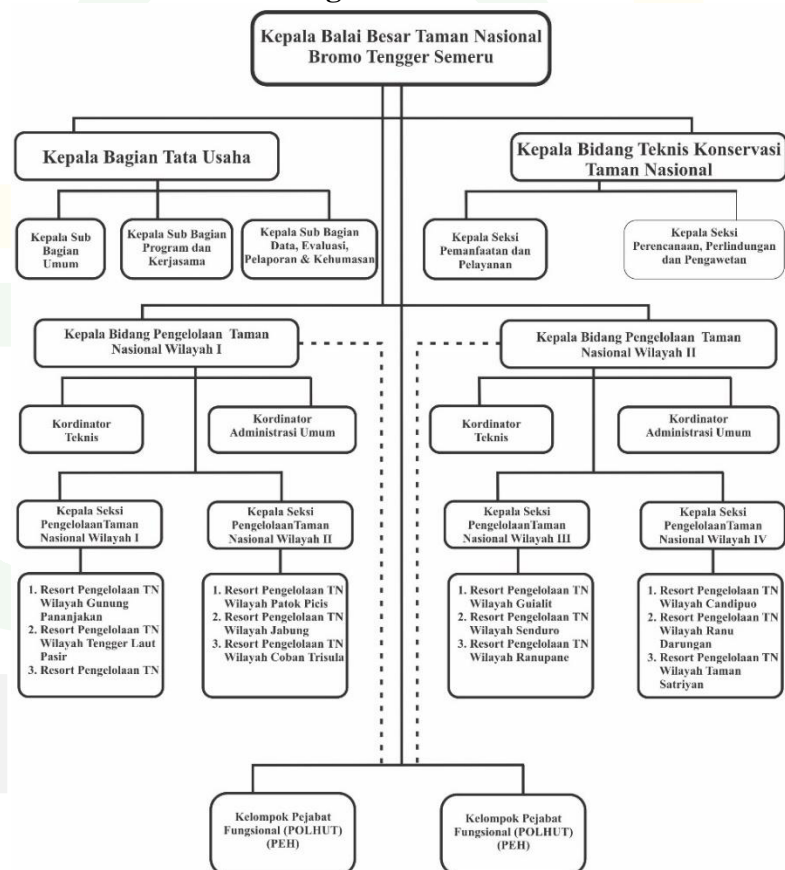 Kepala Balai Besar Taman Nasional
Bromo Tengger Semeru
Kepala Bagian Tata Usaha
Kepala Bidang Teknis Konservasi
Taman Nasional
Kepala Sub
Bagian
Umum
Kepala Sub Bagian
Program dan
Kerjasama
Kepala Sub Bagian
Data, Evaluasi,
Pelaporan & Kehumasan
Kepala Seksi
Pemanfaatan dan
Pelayanan
Kepala Seksi
Perencanaan, Perlindungan
dan Pengawetan
Kepala Bidang Pengelolaan Taman
Nasional Wilayah I
Kepala Bidang Pengelolaan Taman
Nasional Wilayah II
Kordinator
Teknis
Kordinator
Administrasi Umum
Kordinator
Teknis
Kordinator
Administrasi Umum
Kepala Seksi
PengelolaanTaman
Nasional Wilayah I
Kepala Seksi
PengelolaanTaman
Nasional Wilayah II
Kepala Seksi
PengelolaanTaman
Nasional Wilayah III
Kepala Seksi
PengelolaanTaman
Nasional Wilayah IV
1. Resort Pengelolaan TN
Wilayah Gunung
Pananjakan
2. Resort Pengelolaan TN
Wilayah Tengger Laut
Pasir
3. Resort Pengelolaan TN
1. Resort Pengelolaan TN
Wilayah Patok Picis
2. Resort Pengelolaan TN
Wilayah Jabung
3. Resort Pengelolaan TN
Wilayah Coban Trisula
1. Resort Pengelolaan TN
Wilayah Guialit
2. Resort Pengelolaan TN
Wilayah Senduro
3. Resort Pengelolaan TN
Wilayah Ranupane
1. Resort Pengelolaan TN
Wilayah Candipuo
2. Resort Pengelolaan TN
Wilayah Ranu
Darungan
3. Resort Pengelolaan TN
Wilayah Taman
Satriyan
Kelompok Pejabat
Fungsional (POLHUT)
(PEH)
Kelompok Pejabat
Fungsional (POLHUT)
(PEH)